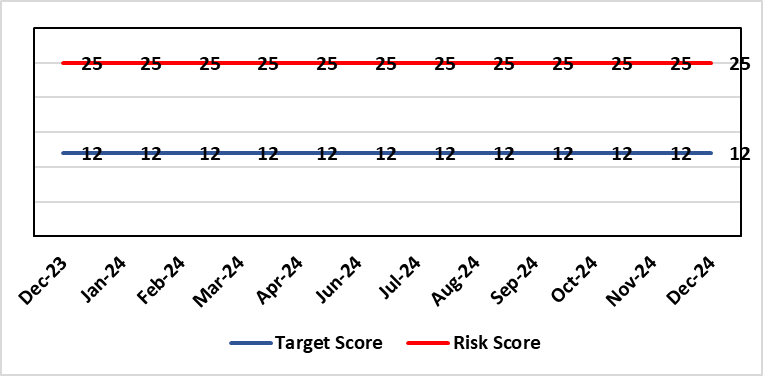 25 25 25 25 25 25 25 25 25 25 25 25
12 12 12 12 12 12 12 12 12 12 12 12
Dec-23 Jan-24 Feb-24 Mar-24 Apr-24 Jun-24 Jul-24 Aug-24 Sep-24 Oct-24 Nov-24 Dec-24
Target Score Risk Score